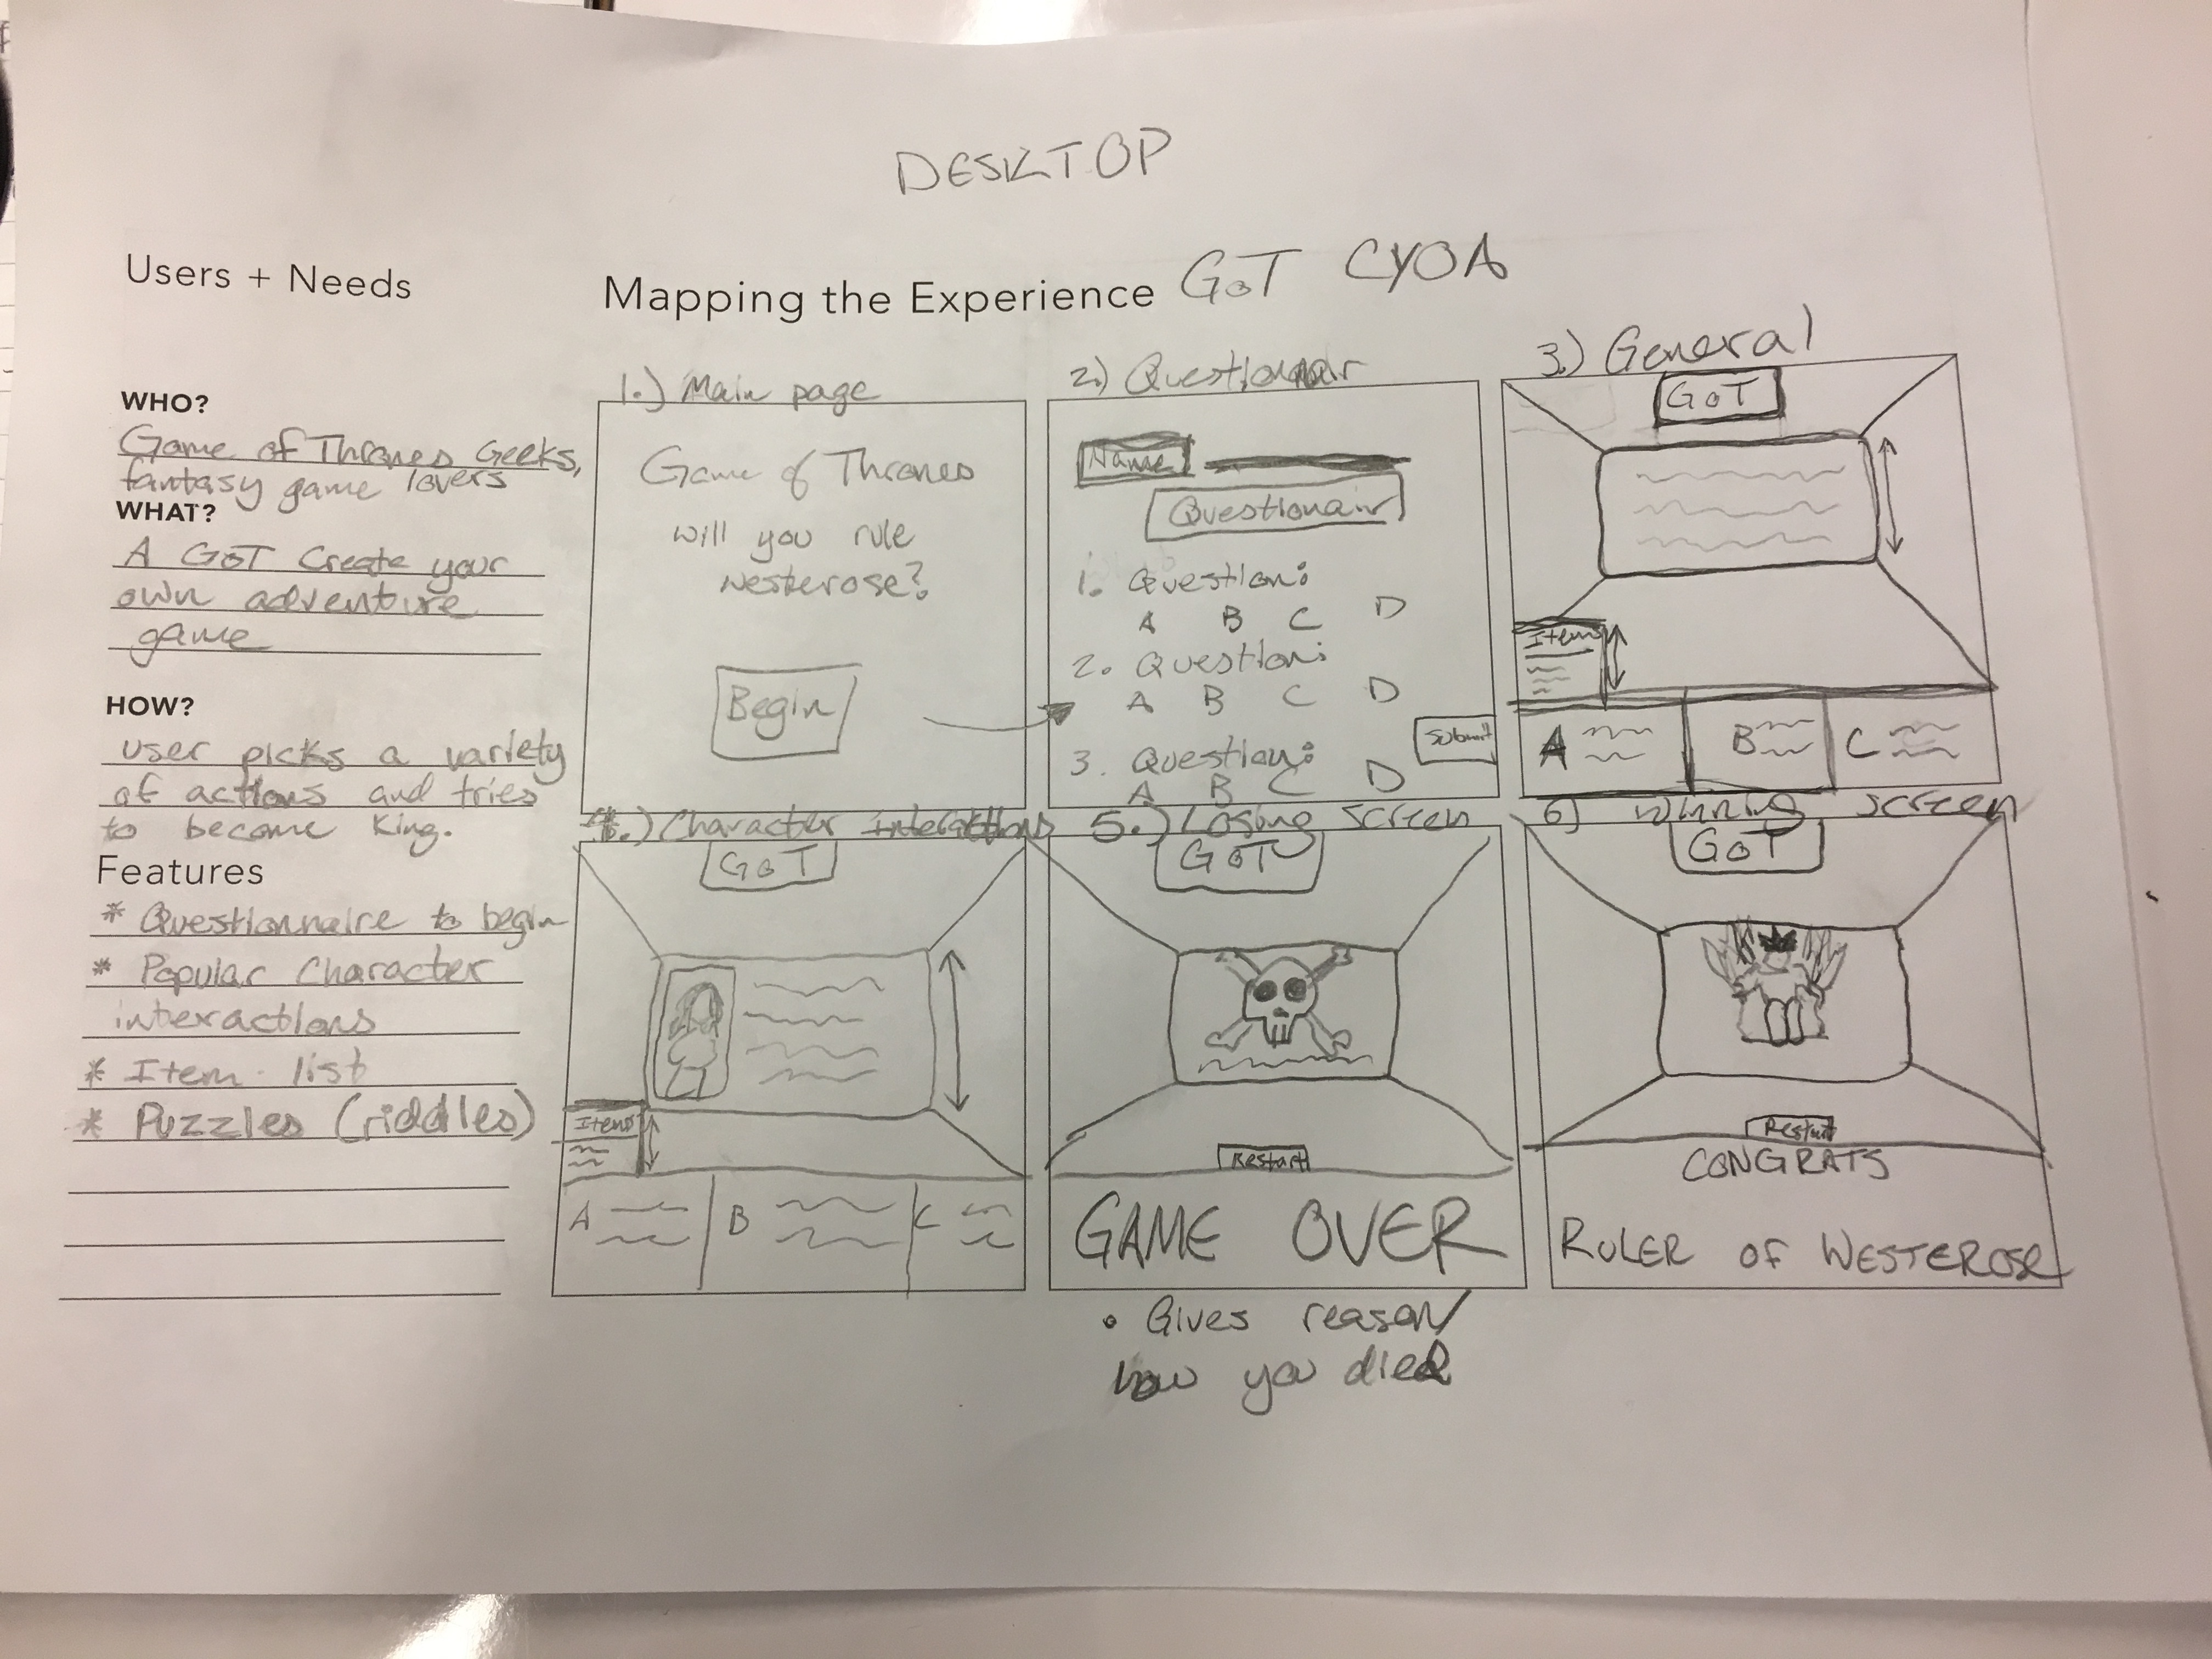 DESKTOP
Users + Needs
WHO?
Game of Thrones Geeks,
fantasy game lovers
WHAT?
A GoT Create your
own adventure
game
HOW?
user picks a variety
of actions and tries
to become King.
Features
* Questionnaire to begin
* Popular Character
interactions
* Item list
* Puzzles (riddles)
Mapping the Experience GoT CYOA
1.) Main page
Game of Thrones
will you rule
Westerose?
Begin
2.) Questionnair
Name
Questionair
1. Question:
A B C D
2. Question:
A B C D
3. Question:
A B C D
Submit
3.) General
GOT
Items
A B C
4.) Character interactions
GOT
Items
A B C
5.) Losing Screen
GOT
Restart
GAME OVER
• Gives reason/
how you died
6) Winning Screen
GOT
Restart
CONGRATS
RULER OF WESTEROSE